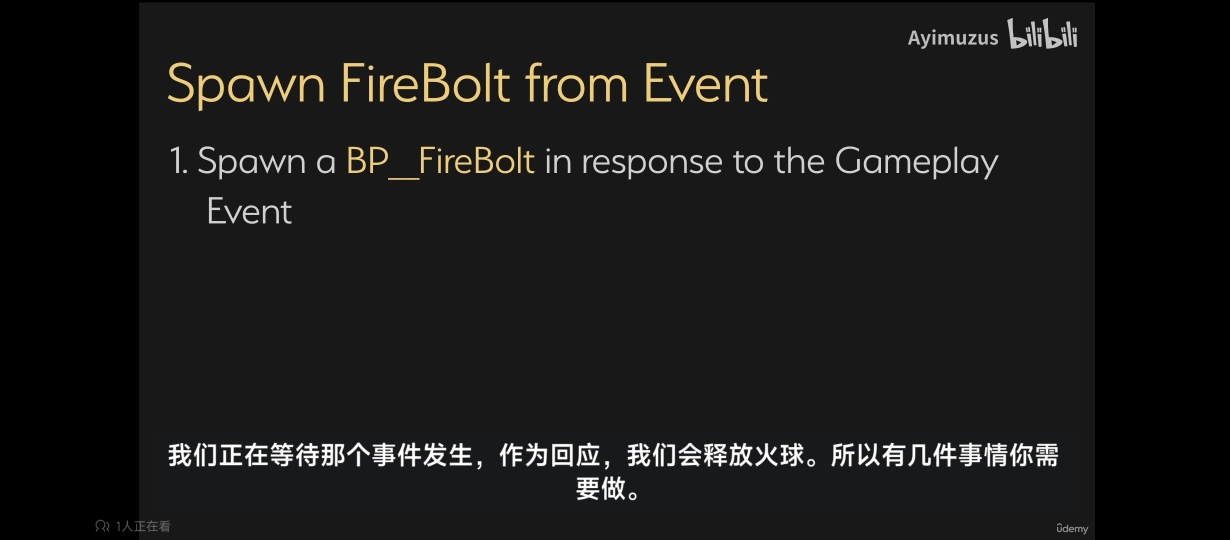 Ayimuzus bilibili
Spawn FireBolt from Event
1. Spawn a BP_FireBolt in response to the Gameplay
Event
我们正在等待那个事件发生，作为回应，我们会释放火球。所以有几件事情你需
要做。
1人正在看
ûdemy